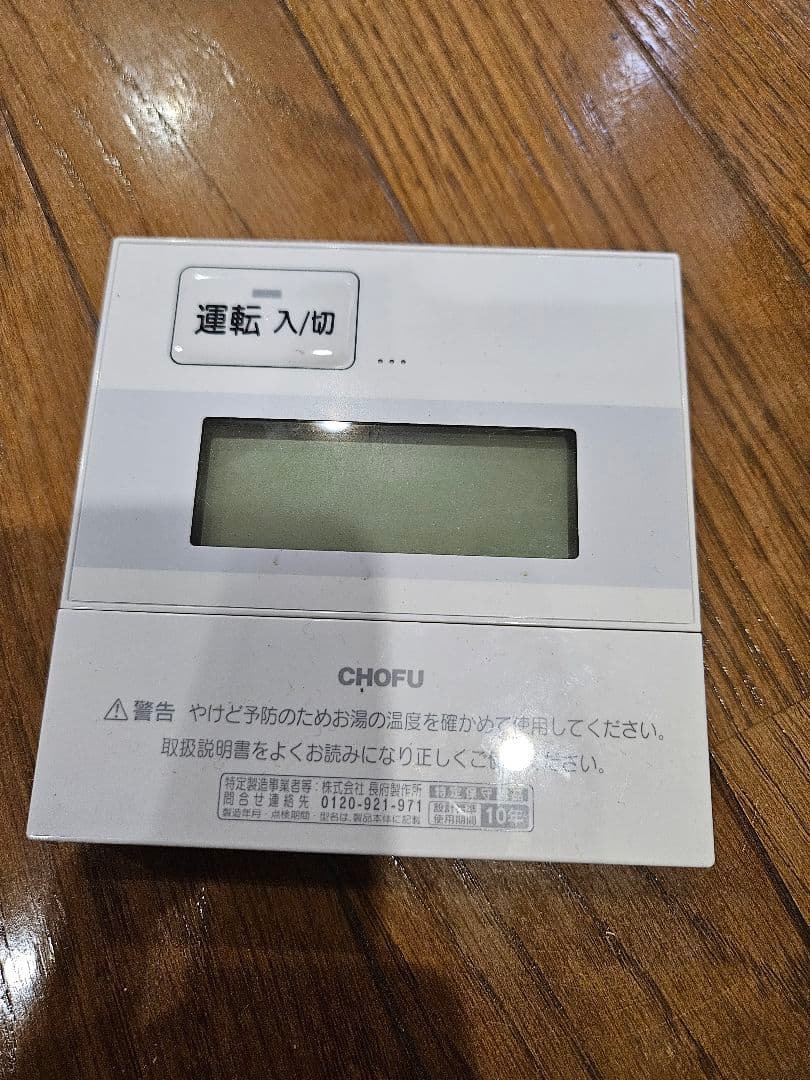 運転 入/切
CHOFU
警告 やけど予防のためお湯の温度を確かめて使用してください。
取扱説明書をよくお読みになり正しくご ください。
特定製造事業者等:株式会社 長府製作所
問合せ連絡先 0120-921-971
製造年月・点検期間・型名は、製品本体に記載
特定保守製品
設計標準
使用期間 10年